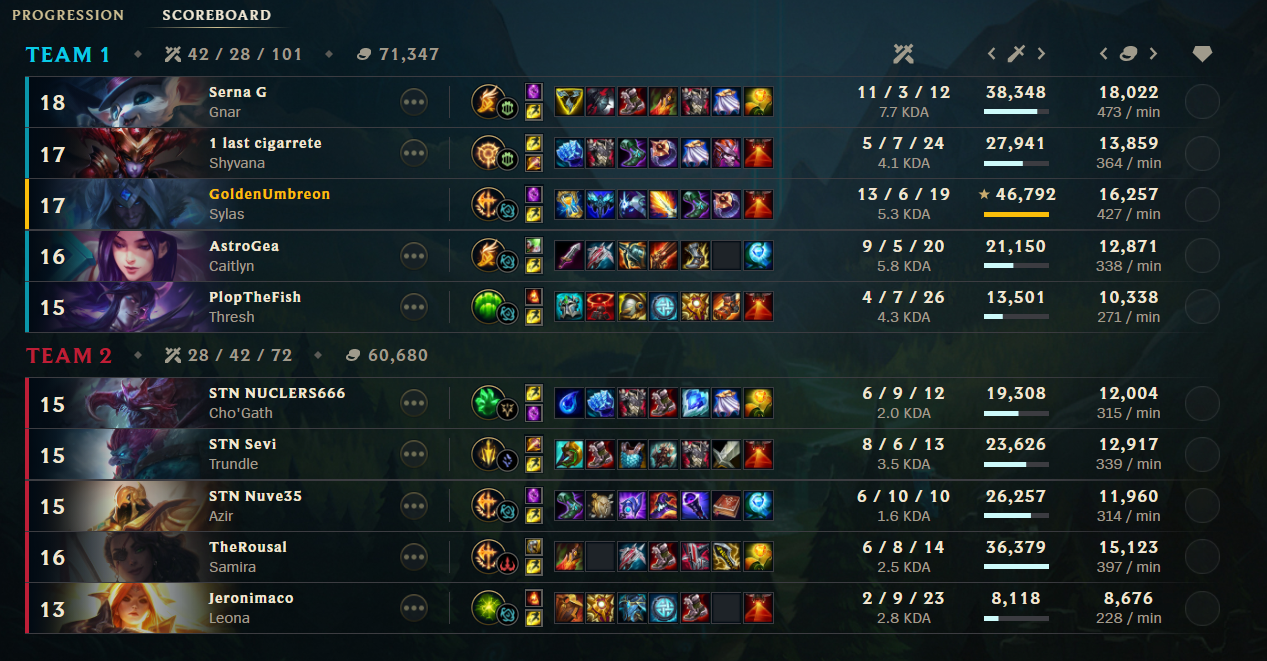 PROGRESSION SCOREBOARD
TEAM 1 42 / 28 / 101 71,347
18 Serna G 11 / 3 / 12 38,348 18,022
Gnar 7.7 KDA 473 / min
17 1 last cigarrete 5 / 7 / 24 27,941 13,859
Shyvana 4.1 KDA 364 / min
17 GoldenUmbreon 13 / 6 / 19 46,792 16,257
Sylas 5.3 KDA 427 / min
16 AstroGea 9 / 5 / 20 21,150 12,871
Caitlyn 5.8 KDA 338 / min
15 PlopTheFish 4 / 7 / 26 13,501 10,338
Thresh 4.3 KDA 271 / min
TEAM 2 28 / 42 / 72 60,680
15 STN NUCLERS666 6 / 9 / 12 19,308 12,004
Cho'Gath 2.0 KDA 315 / min
15 STN Sevi 8 / 6 / 13 23,626 12,917
Trundle 3.5 KDA 339 / min
15 STN Nuve35 6 / 10 / 10 26,257 11,960
Azir 1.6 KDA 314 / min
16 TheRousal 6 / 8 / 14 36,379 15,123
Samira 2.5 KDA 397 / min
13 Jeronimaco 2 / 9 / 23 8,118 8,676
Leona 2.8 KDA 228 / min